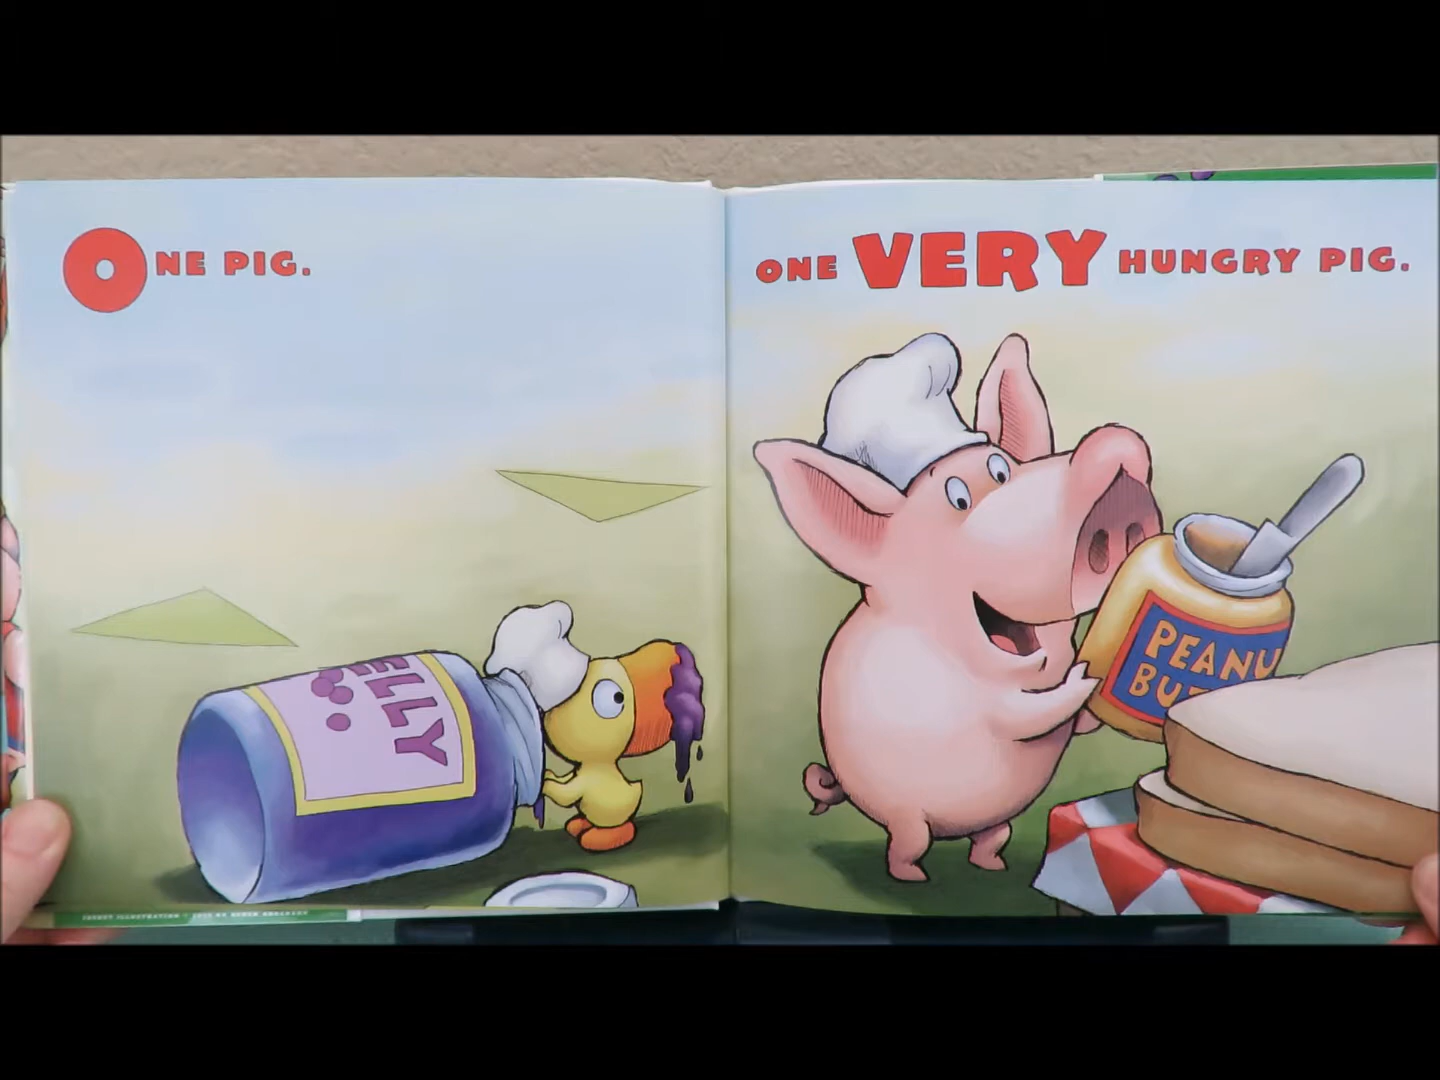 ONE PIG.
ONE VERY HUNGRY PIG.
ELLY
PEANU
BU